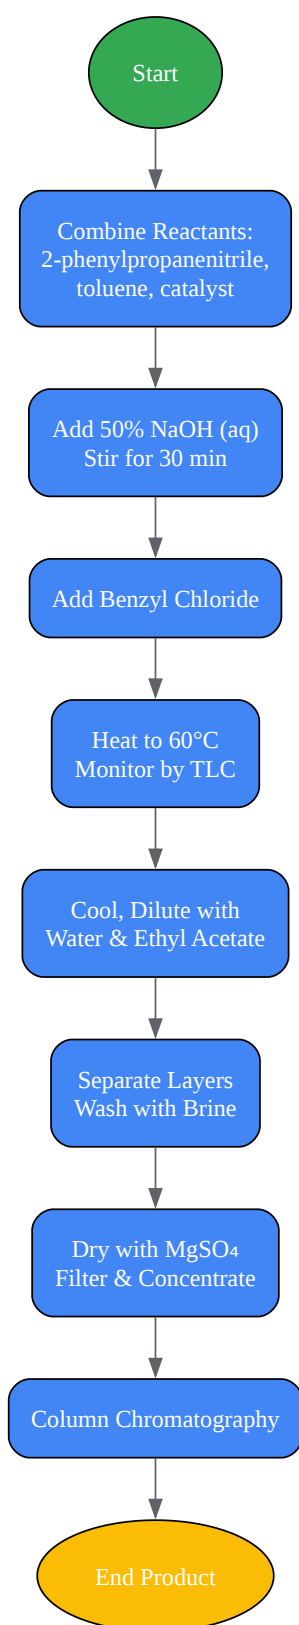 Start
Combine Reactants:
2-phenylpropanenitrile,
toluene, catalyst
Add 50% NaOH (aq)
Stir for 30 min
Add Benzyl Chloride
Heat to 60°C
Monitor by TLC
Cool, Dilute with
Water & Ethyl Acetate
Separate Layers
Wash with Brine
Dry with MgSO₄
Filter & Concentrate
Column Chromatography
End Product